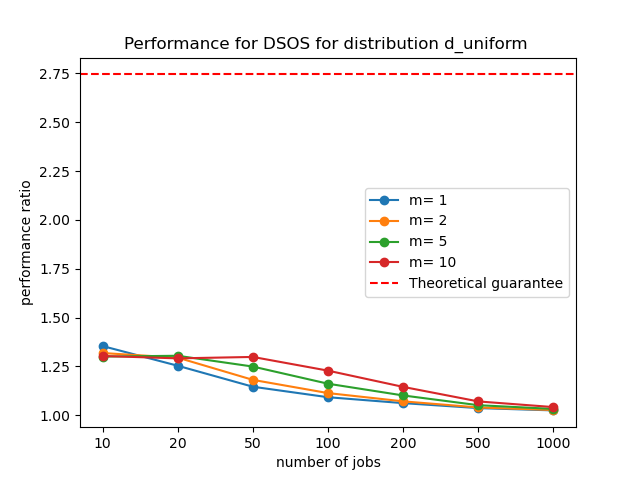 Performance for DSOS for distribution d_uniform
performance ratio
2.75
2.50
2.25
2.00
1.75
1.50
1.25
1.00
m= 1
m= 2
m= 5
m= 10
Theoretical guarantee
10 20 50 100 200 500 1000
number of jobs